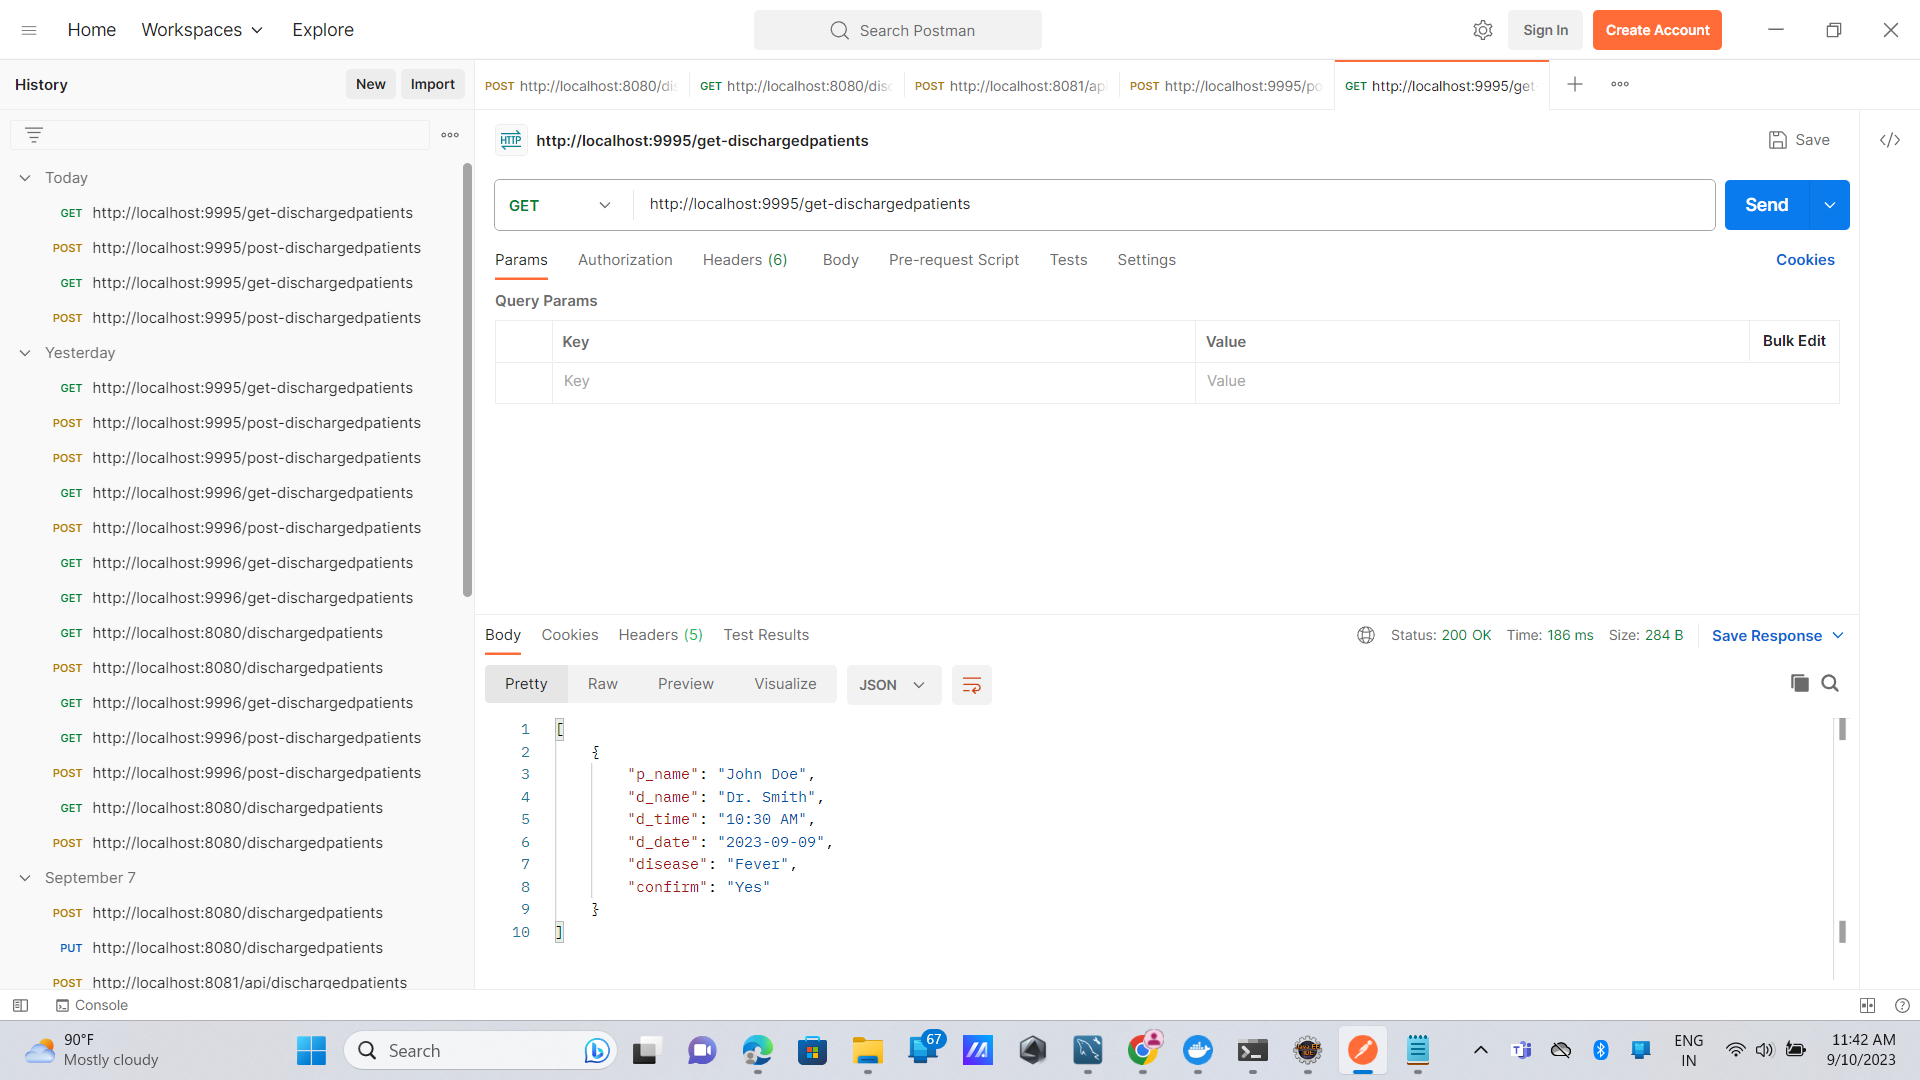 Home Workspaces Explore Search Postman Sign In Create Account
History New Import
POST http://localhost:8080/dis GET http://localhost:8080/disc POST http://localhost:8081/api POST http://localhost:9995/po GET http://localhost:9995/get-
HTTP http://localhost:9995/get-dischargedpatients Save
GET http://localhost:9995/get-dischargedpatients Send
Params Authorization Headers (6) Body Pre-request Script Tests Settings Cookies
Query Params
Key Value Bulk Edit
Key Value
Today
GET http://localhost:9995/get-dischargedpatients
POST http://localhost:9995/post-dischargedpatients
GET http://localhost:9995/get-dischargedpatients
POST http://localhost:9995/post-dischargedpatients
Yesterday
GET http://localhost:9995/get-dischargedpatients
POST http://localhost:9995/post-dischargedpatients
POST http://localhost:9995/post-dischargedpatients
GET http://localhost:9996/get-dischargedpatients
POST http://localhost:9996/post-dischargedpatients
GET http://localhost:9996/get-dischargedpatients
GET http://localhost:9996/get-dischargedpatients
GET http://localhost:8080/dischargedpatients
POST http://localhost:8080/dischargedpatients
GET http://localhost:9996/get-dischargedpatients
GET http://localhost:9996/post-dischargedpatients
POST http://localhost:9996/post-dischargedpatients
GET http://localhost:8080/dischargedpatients
POST http://localhost:8080/dischargedpatients
September 7
POST http://localhost:8080/dischargedpatients
PUT http://localhost:8080/dischargedpatients
POST http://localhost:8081/api/dischargedpatients
Body Cookies Headers (5) Test Results Status: 200 OK Time: 186 ms Size: 284 B Save Response
Pretty Raw Preview Visualize JSON
1 [
2 {
3 "p_name": "John Doe",
4 "d_name": "Dr. Smith",
5 "d_time": "10:30 AM",
6 "d_date": "2023-09-09",
7 "disease": "Fever",
8 "confirm": "Yes"
9 }
10 ]
Console
90°F
Mostly cloudy
Search
67
ENG
IN
11:42 AM
9/10/2023